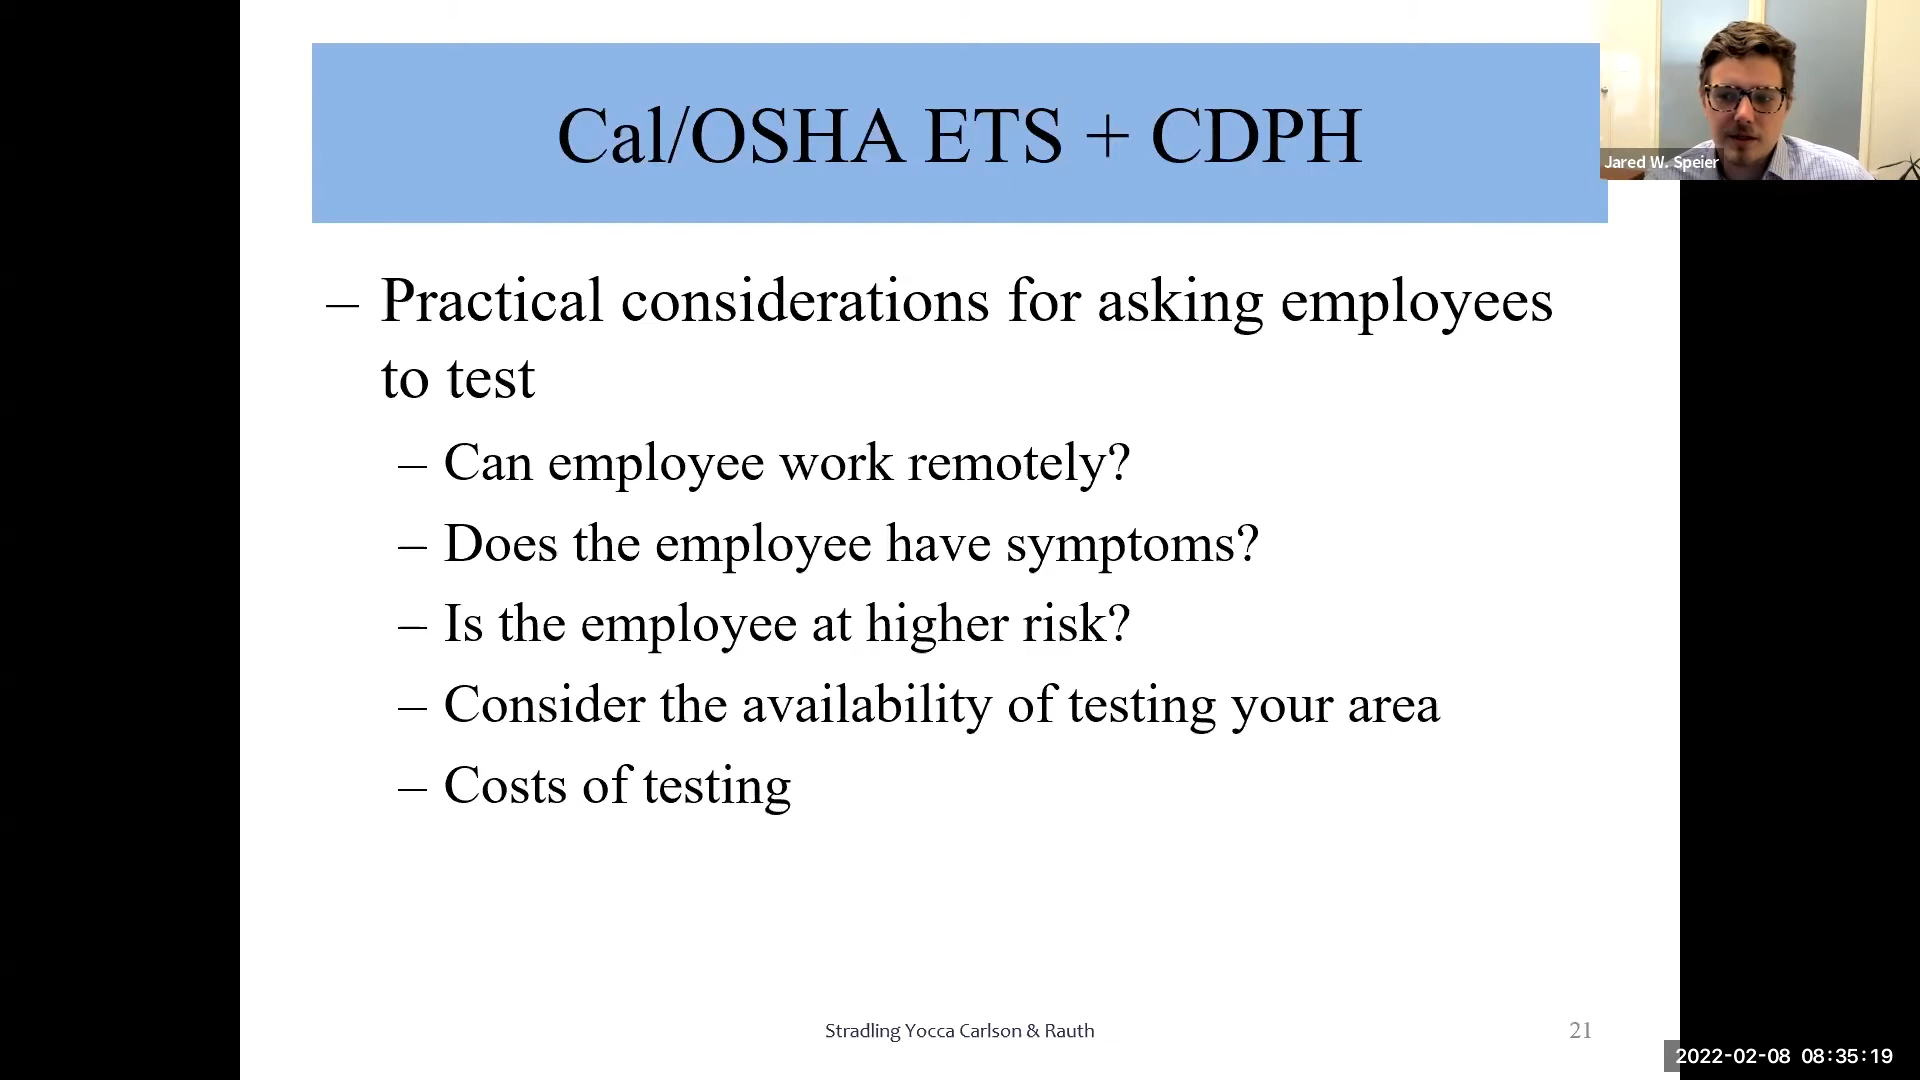 Cal/OSHA ETS + CDPH
Jared W. Speier
– Practical considerations for asking employees
to test
– Can employee work remotely?
– Does the employee have symptoms?
– Is the employee at higher risk?
– Consider the availability of testing your area
– Costs of testing
Stradling Yocca Carlson & Rauth
21
2022-02-08 08:35:19